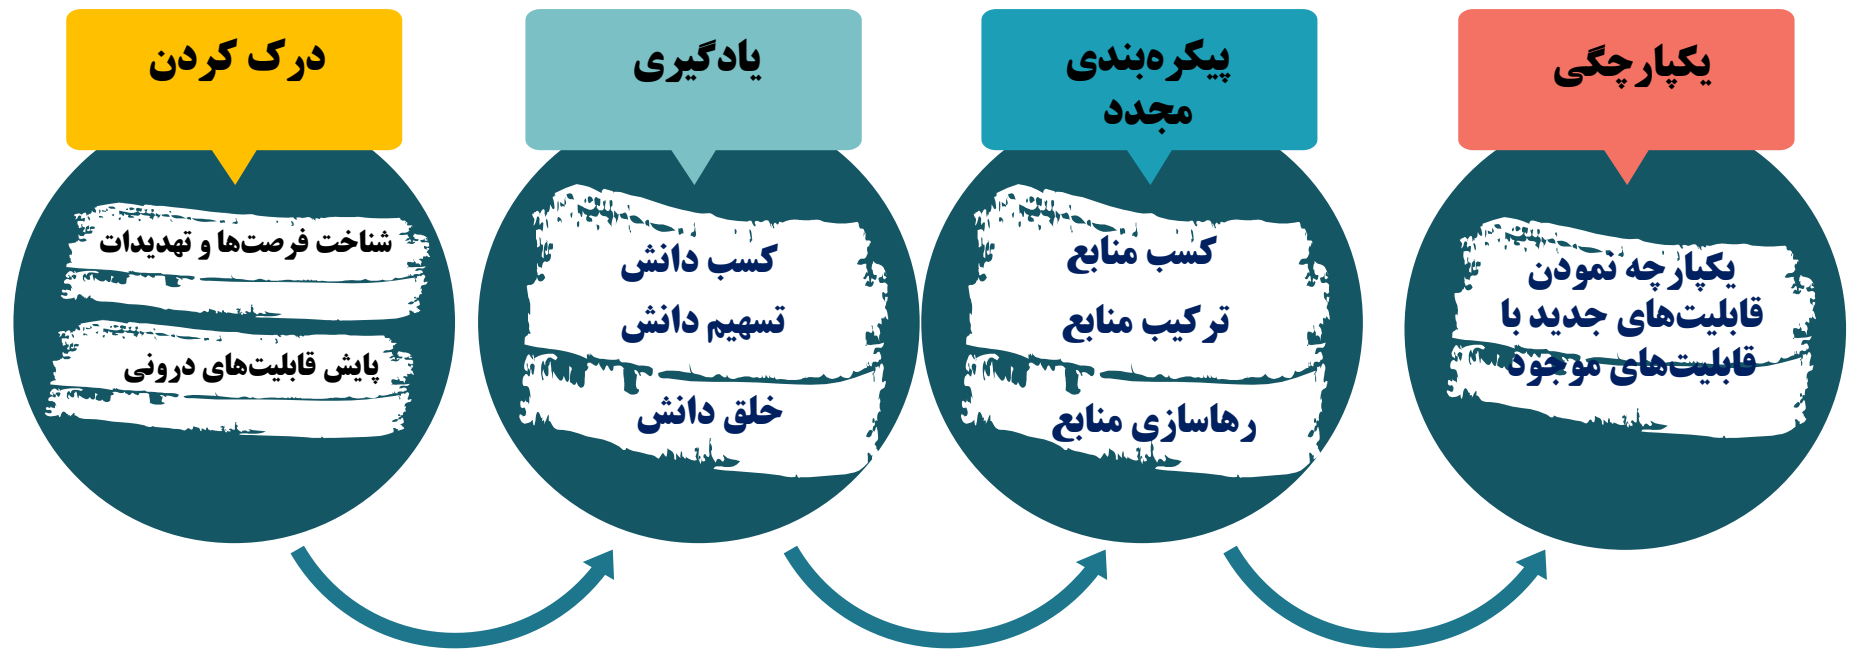 درک کردن
شناخت فرصت‌ها و تهدیدات
پایش قابلیت‌های درونی
یادگیری
کسب دانش
تسهیم دانش
خلق دانش
پیکره‌بندی
مجدد
کسب منابع
ترکیب منابع
رهاسازی منابع
یکپارچگی
یکپارچه نمودن
قابلیت‌های جدید با
قابلیت‌های موجود